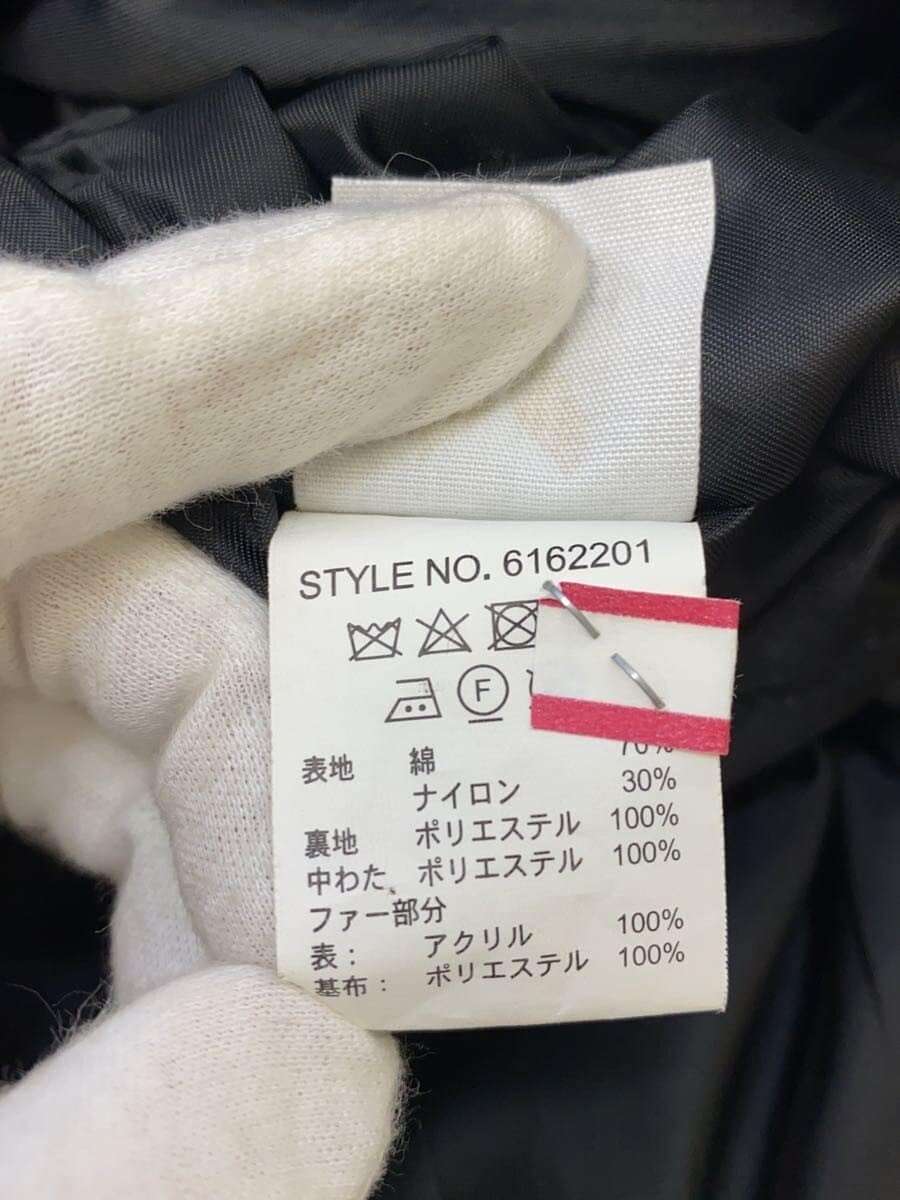 STYLE NO. 6162201
F
表地 綿 70%
ナイロン 30%
裏地 ポリエステル 100%
中わた ポリエステル 100%
ファー部分
表： アクリル 100%
基布： ポリエステル 100%